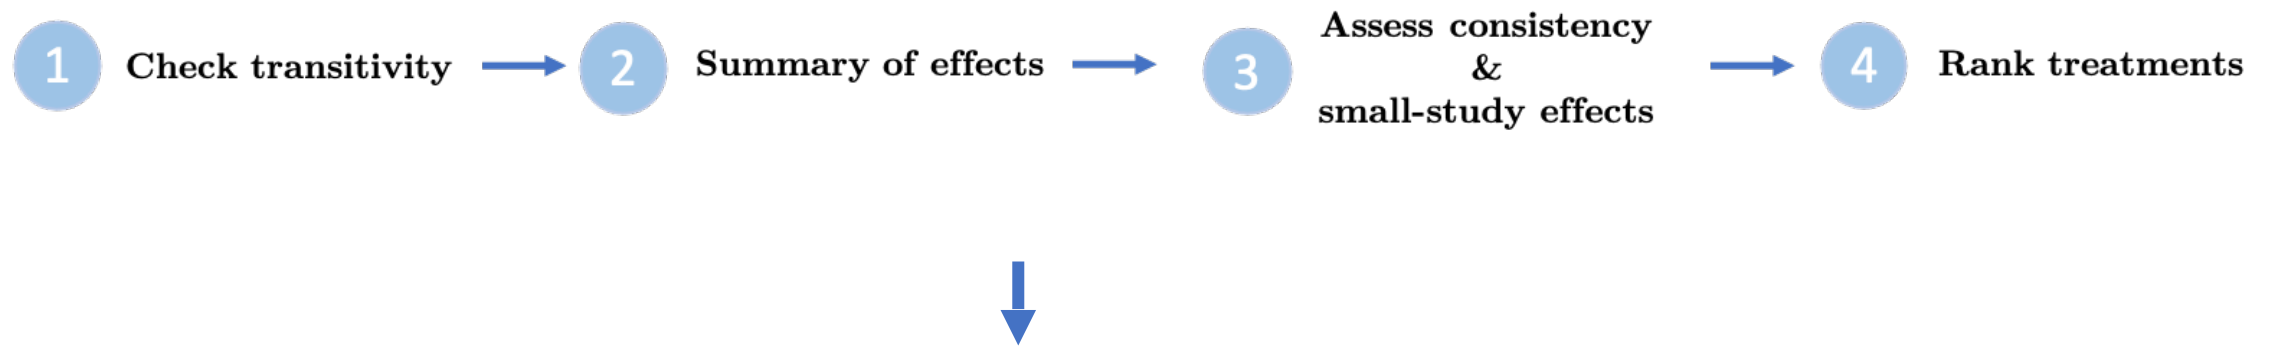 1 Check transitivity
2 Summary of effects
3 Assess consistency
&
small-study effects
4 Rank treatments